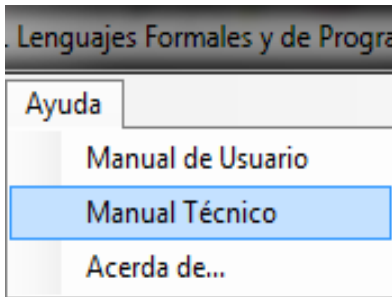 . Lenguajes Formales y de Progra
Ayuda
Manual de Usuario
Manual Técnico
Acerda de...